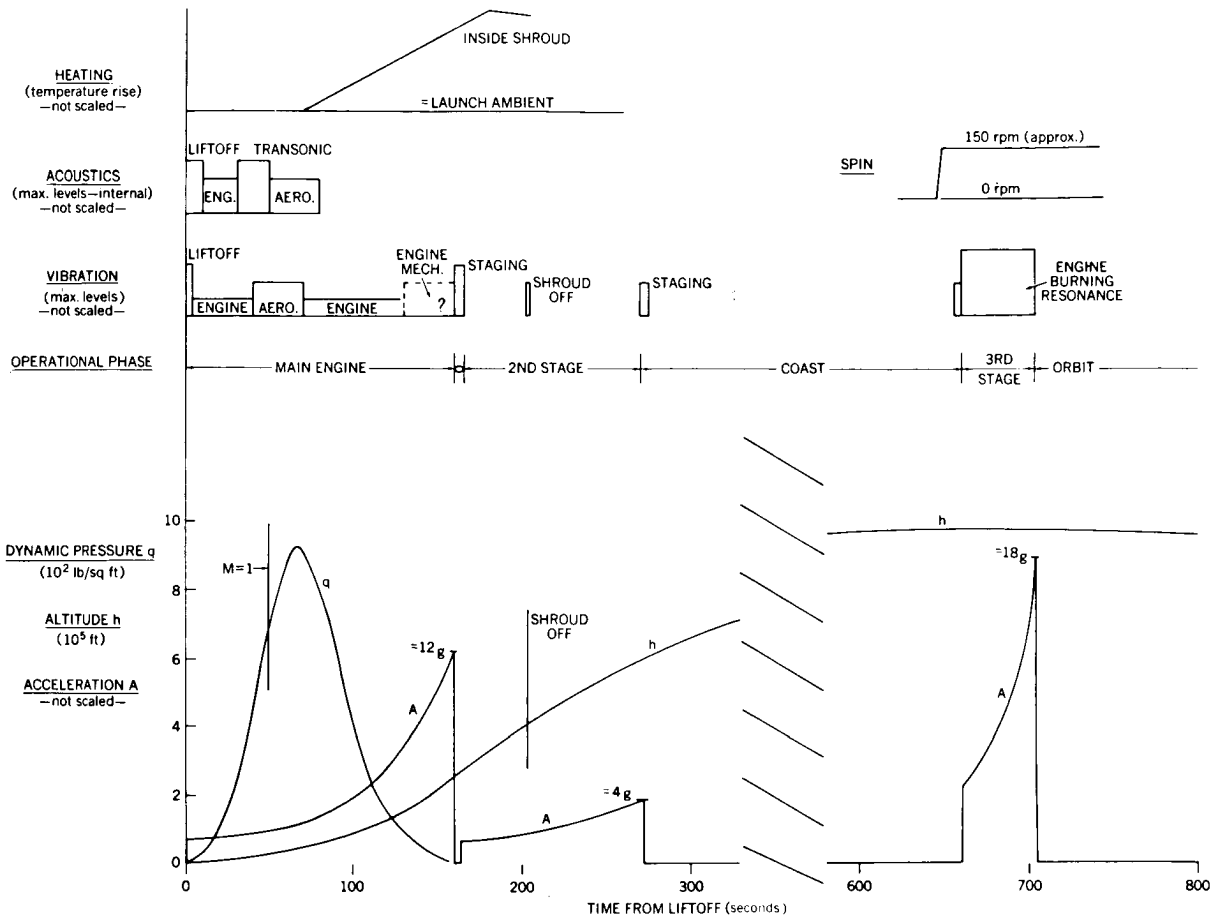 INSIDE SHROUD
HEATING
(temperature rise)
—not scaled—
=LAUNCH AMBIENT
LIFTOFF TRANSONIC
150 rpm (approx.)
ACOUSTICS
(max. levels—internal)
—not scaled—
ENG. AERO.
SPIN
0 rpm
LIFTOFF
ENGINE
MECH.
STAGING
VIBRATION
(max. levels)
—not scaled—
ENGINE AERO. ENGINE ?
SHROUD
OFF
STAGING
ENGINE
BURNING
RESONANCE
OPERATIONAL PHASE
MAIN ENGINE 2ND STAGE COAST 3RD
STAGE
ORBIT
10
8
6
4
2
0
DYNAMIC PRESSURE q
(10² lb/sq ft)
ALTITUDE h
(10⁵ ft)
ACCELERATION A
—not scaled—
M=1
q
=12g
A
SHROUD
OFF
h
=4g
A
h
=18g
A
0 100 200 300 600 700 800
TIME FROM LIFTOFF (seconds)